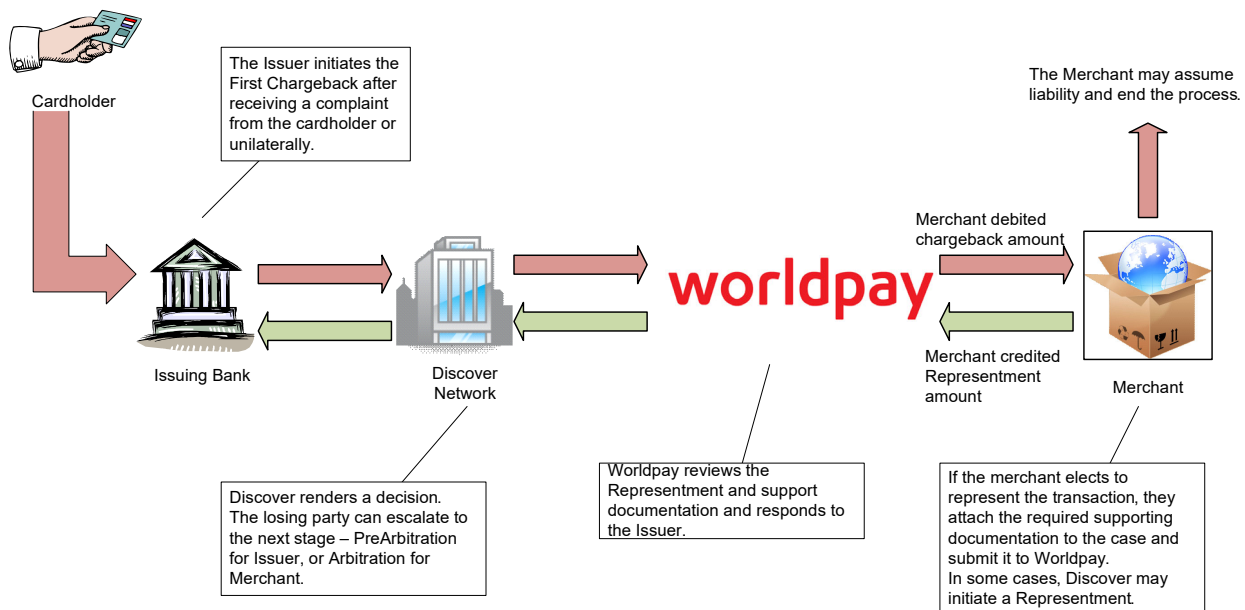 Cardholder
The Issuer initiates the
First Chargeback after
receiving a complaint
from the cardholder or
unilaterally.
The Merchant may assume
liability and end the process.
Merchant debited
chargeback amount
worldpay
Issuing Bank
Discover
Network
Merchant credited
Representment
amount
Merchant
Discover renders a decision.
The losing party can escalate to
the next stage – PreArbitration
for Issuer, or Arbitration for
Merchant.
Worldpay reviews the
Representment and support
documentation and responds to
the Issuer.
If the merchant elects to
represent the transaction, they
attach the required supporting
documentation to the case and
submit it to Worldpay.
In some cases, Discover may
initiate a Representment.